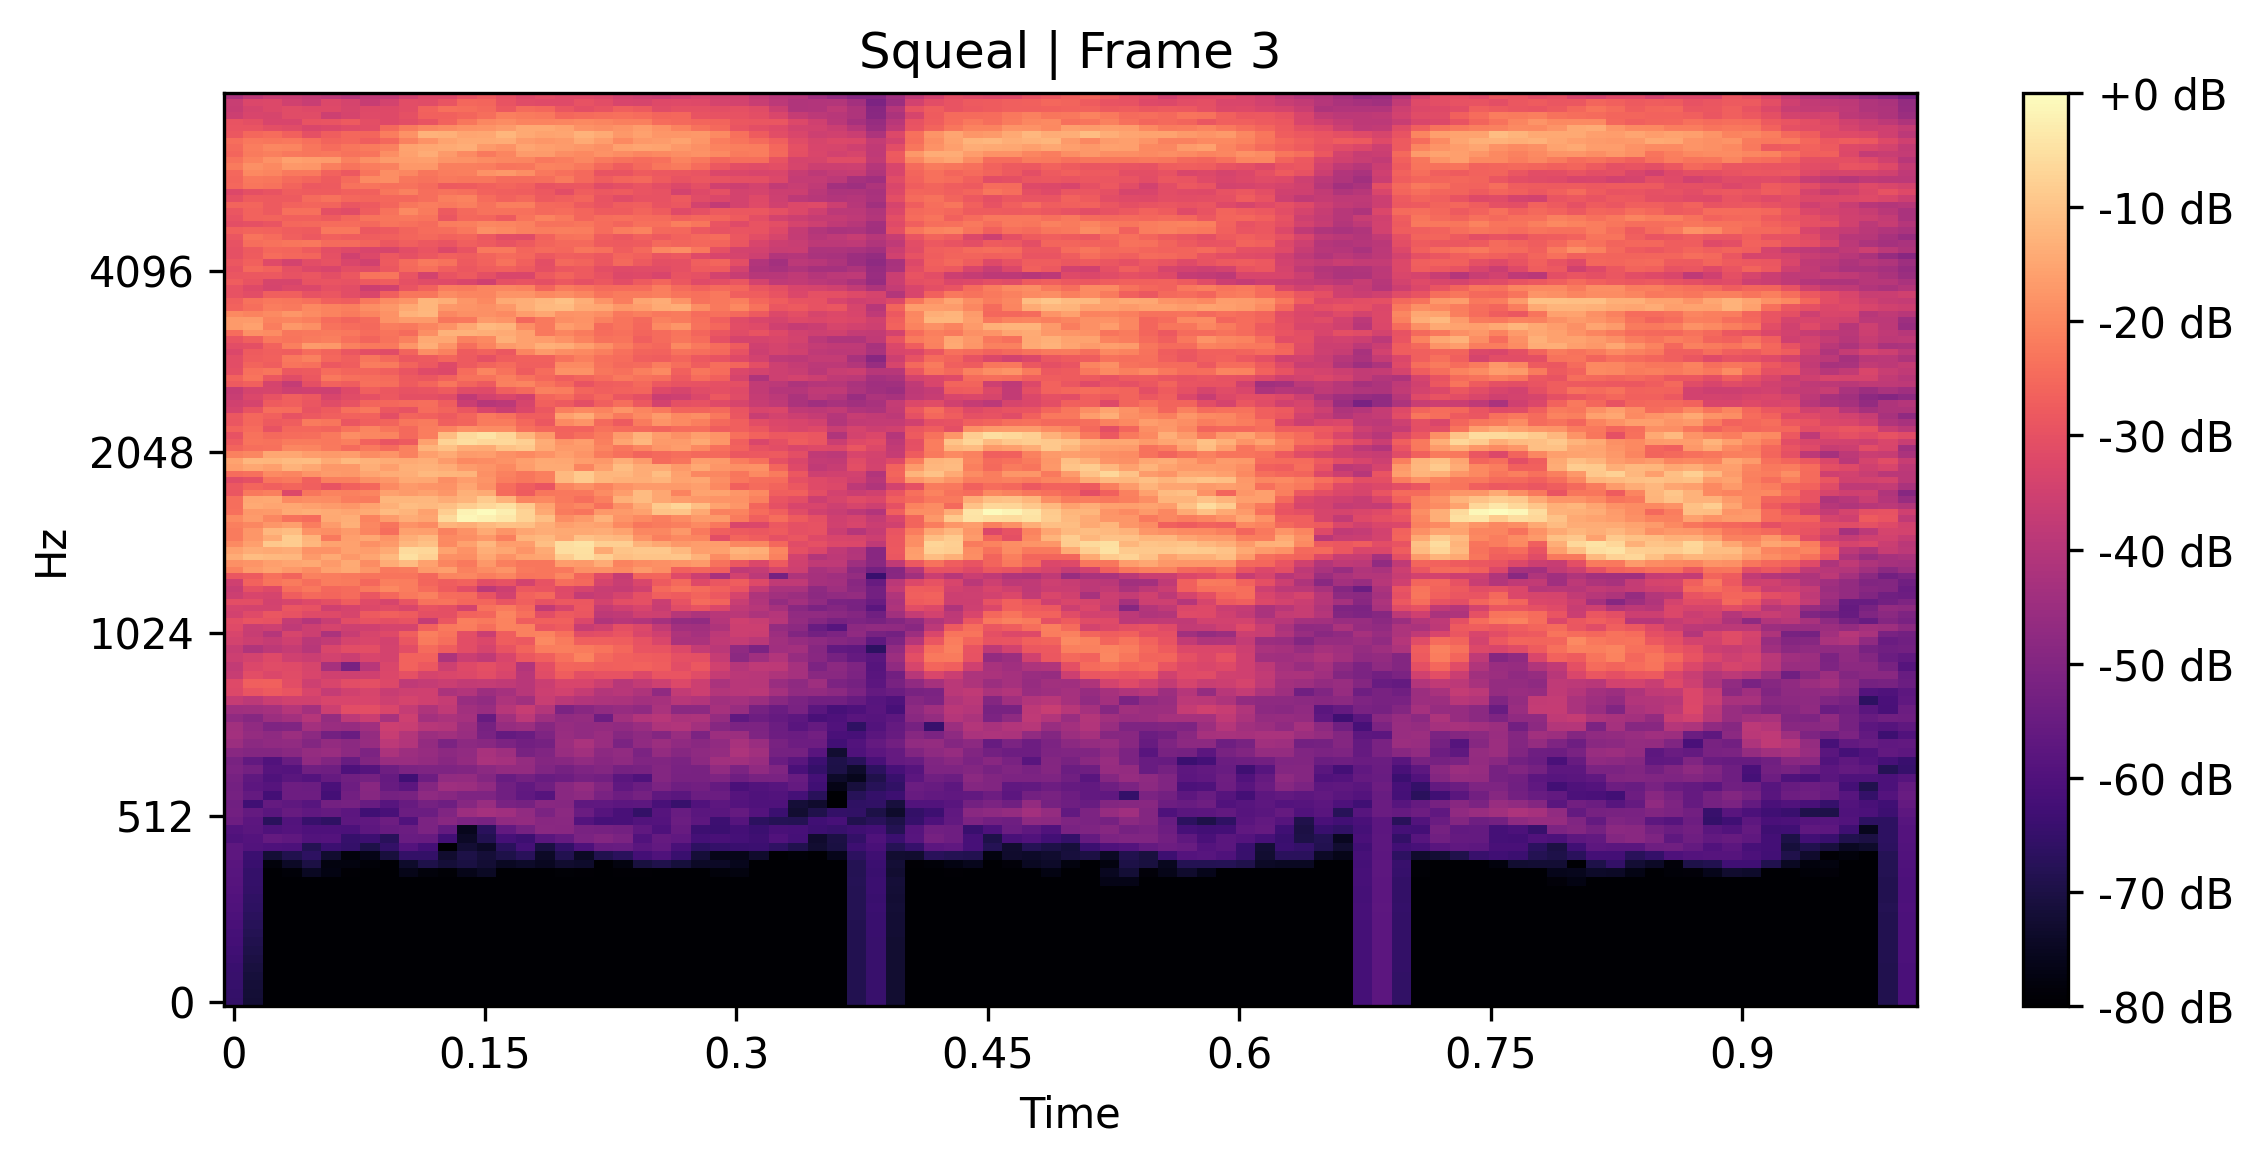 Squeal | Frame 3
+0 dB
-10 dB
-20 dB
-30 dB
-40 dB
-50 dB
-60 dB
-70 dB
-80 dB
Hz
4096
2048
1024
512
0
0 0.15 0.3 0.45 0.6 0.75 0.9
Time